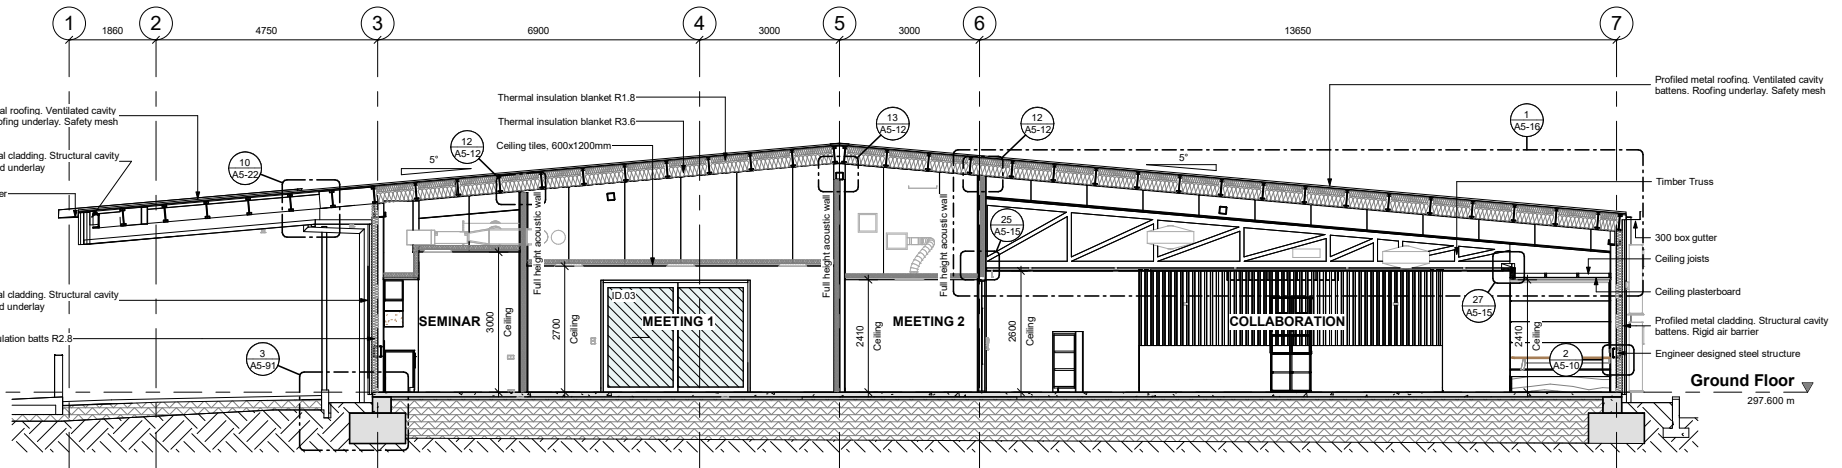 1
2
3
4
5
6
7
1860
4750
6900
3000
3000
13650
al roofing. Ventilated cavity
ofing underlay. Safety mesh
al cladding. Structural cavity
d underlay
er
10
A5-22
12
A5-12
5°
Thermal insulation blanket R1.8
Thermal insulation blanket R3.6
Ceiling tiles, 600x1200mm
13
A5-12
12
A5-12
5°
1
A5-16
Profiled metal roofing. Ventilated cavity
battens. Roofing underlay. Safety mesh
Timber Truss
300 box gutter
Ceiling joists
Ceiling plasterboard
Profiled metal cladding. Structural cavity
battens. Rigid air barrier
Engineer designed steel structure
Full height acoustic wall
Full height acoustic wall
Full height acoustic wall
25
A5-15
27
A5-15
al cladding. Structural cavity
d underlay
ulation batts R2.8
3
A5-91
SEMINAR
3000
Ceiling
2700
Ceiling
ID.03
MEETING 1
2410
Ceiling
MEETING 2
2600
Ceiling
COLLABORATION
2410
Ceiling
2
A5-10
Ground Floor
297.600 m